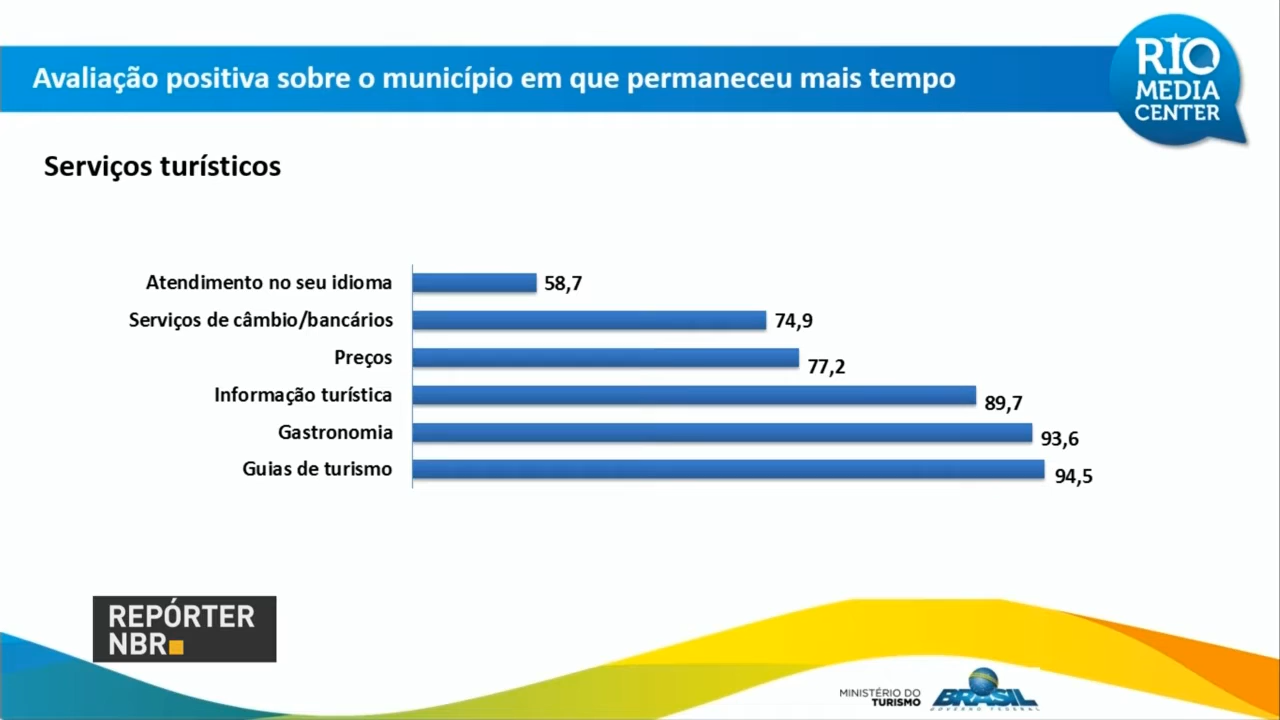 Avaliação positiva sobre o município em que permaneceu mais tempo
RIO
MEDIA
CENTER
Serviços turísticos
Atendimento no seu idioma 58,7
Serviços de câmbio/bancários 74,9
Preços 77,2
Informação turística 89,7
Gastronomia 93,6
Guias de turismo 94,5
REPÓRTER
NBR
MINISTÉRIO DO
TURISMO
BRASIL
GOVERNO FEDERAL